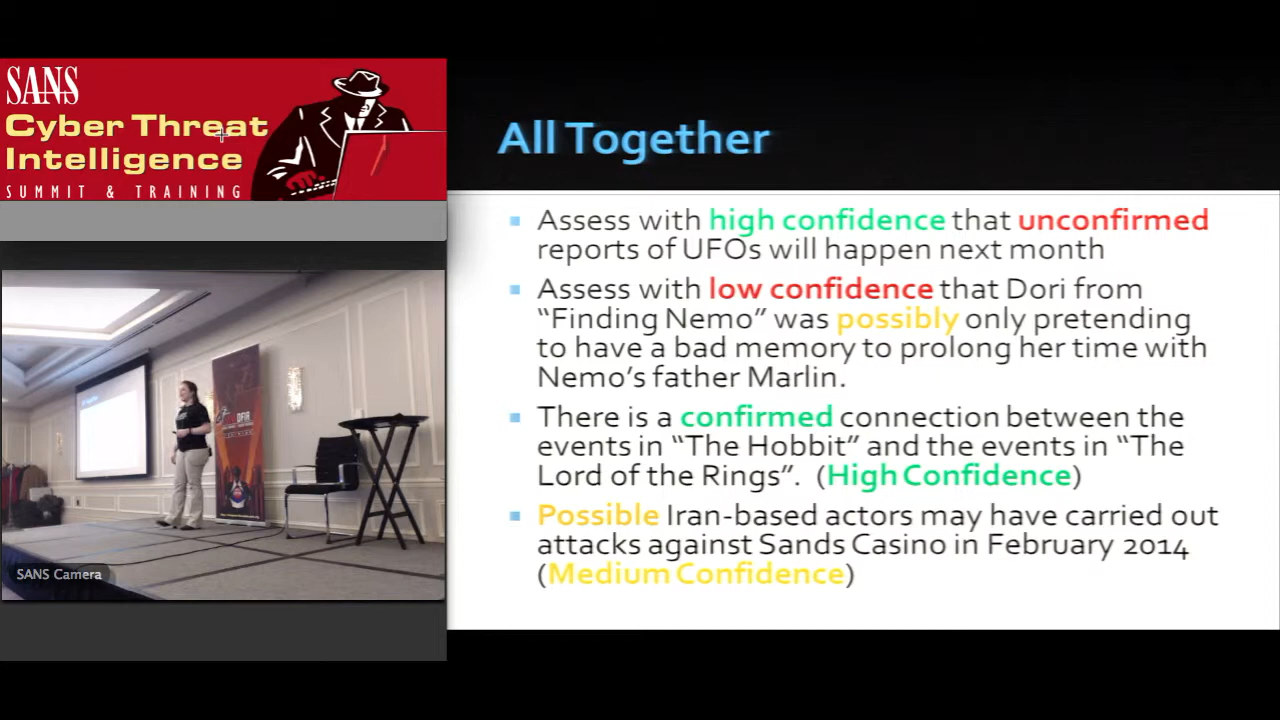 SANS
Cyber Threat
Intelligence
SUMMIT & TRAINING
All Together
Assess with high confidence that unconfirmed
reports of UFOs will happen next month
Assess with low confidence that Dori from
“Finding Nemo” was possibly only pretending
to have a bad memory to prolong her time with
Nemo’s father Marlin.
There is a confirmed connection between the
events in “The Hobbit” and the events in “The
Lord of the Rings”. (High Confidence)
Possible Iran-based actors may have carried out
attacks against Sands Casino in February 2014
(Medium Confidence)
DFIR
SANS Camera